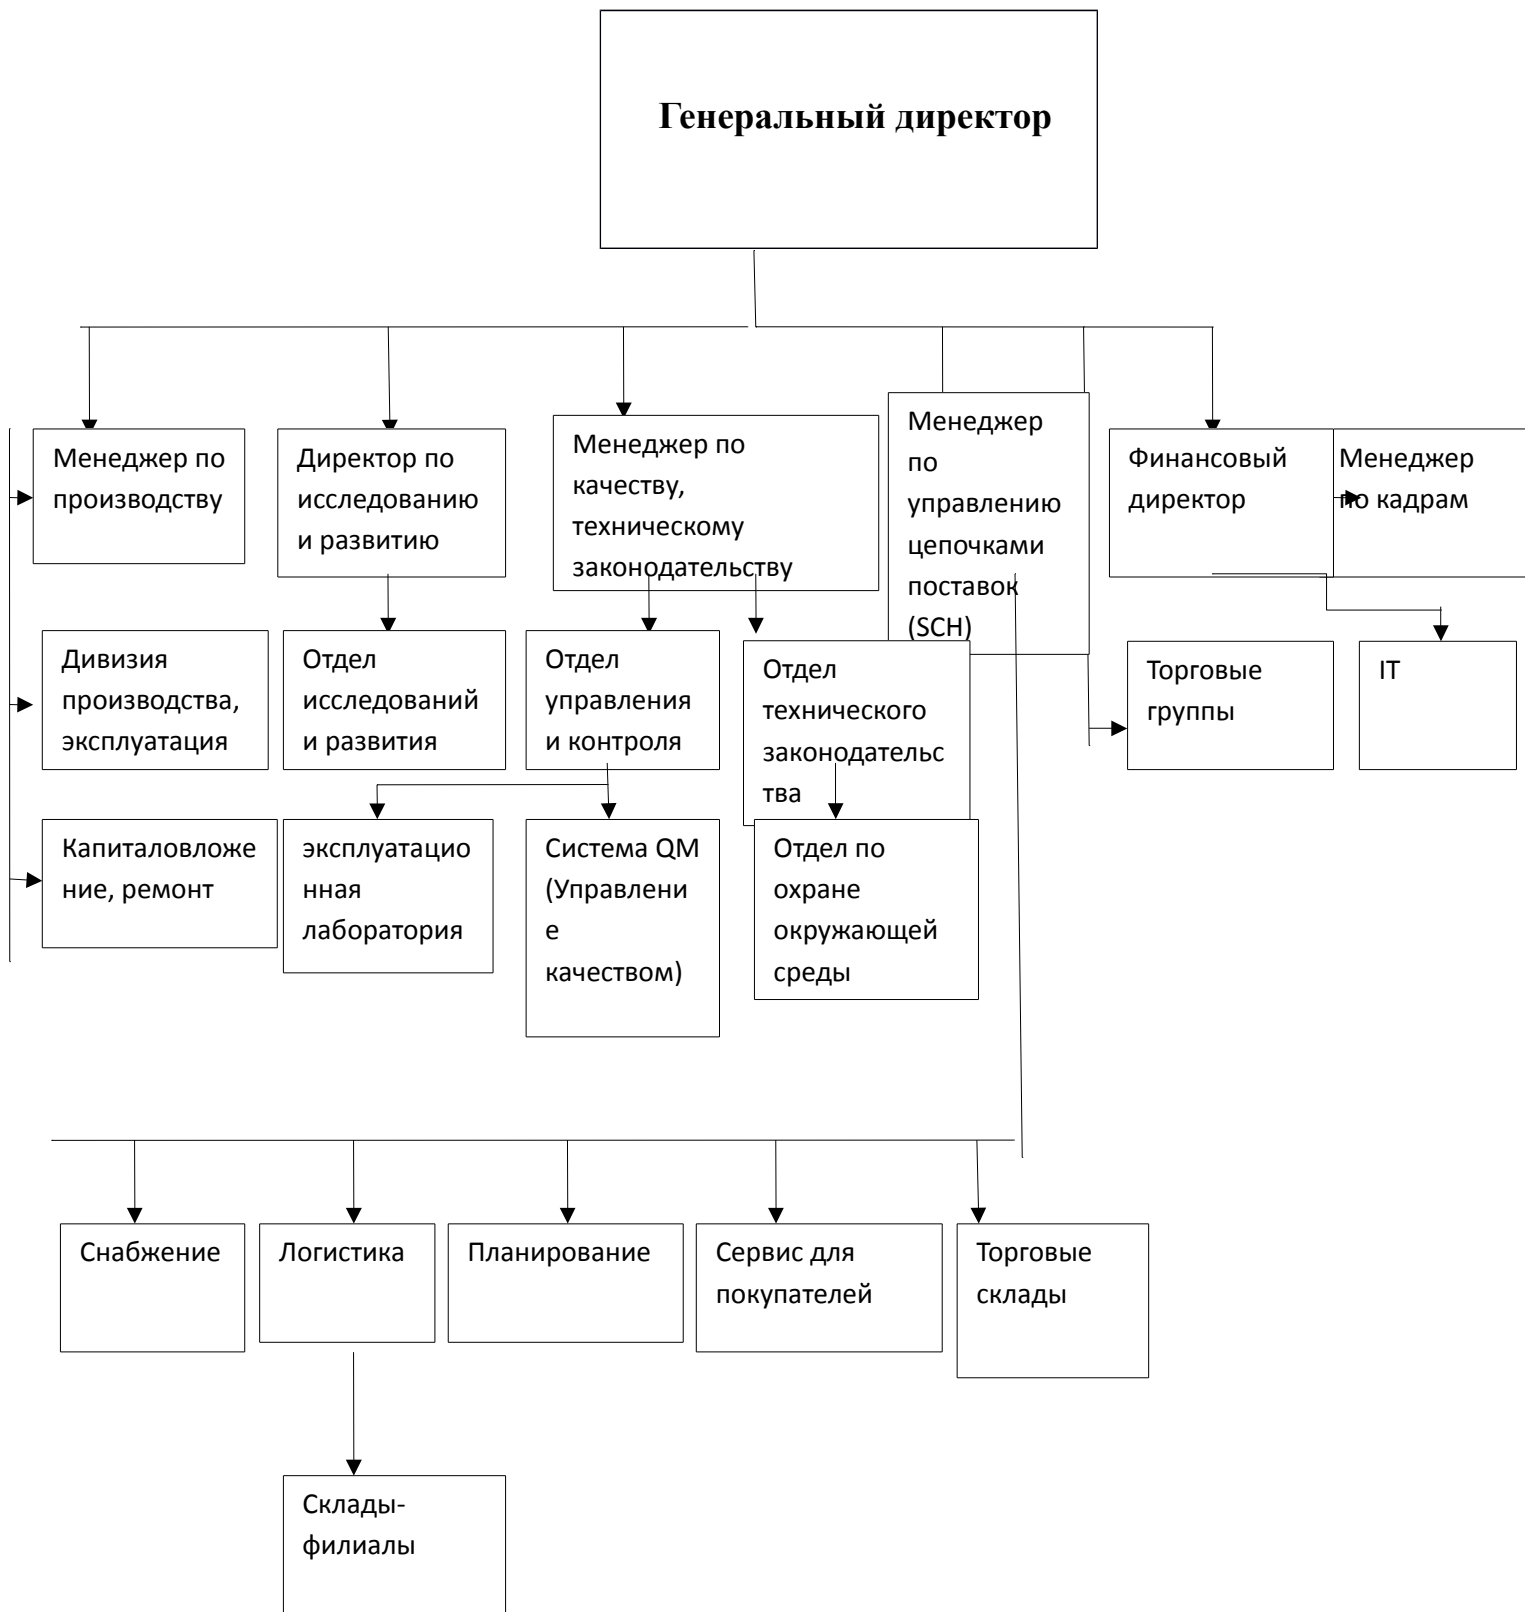 Генеральный директор
Менеджер по
производству
Директор по
исследованию
и развитию
Менеджер по
качеству,
техническому
законодательству
Менеджер
по
управлению
цепочками
поставок
(SCH)
Финансовый
директор
Менеджер
по кадрам
Дивизия
производства,
эксплуатация
Отдел
исследований
и развития
Отдел
управления
и контроля
Отдел
технического
законодательс
тва
Торговые
группы
IT
Капиталовложе
ние, ремонт
эксплуатацио
нная
лаборатория
Система QM
(Управлени
е
качеством)
Отдел по
охране
окружающей
среды
Снабжение
Логистика
Планирование
Сервис для
покупателей
Торговые
склады
Склады-
филиалы